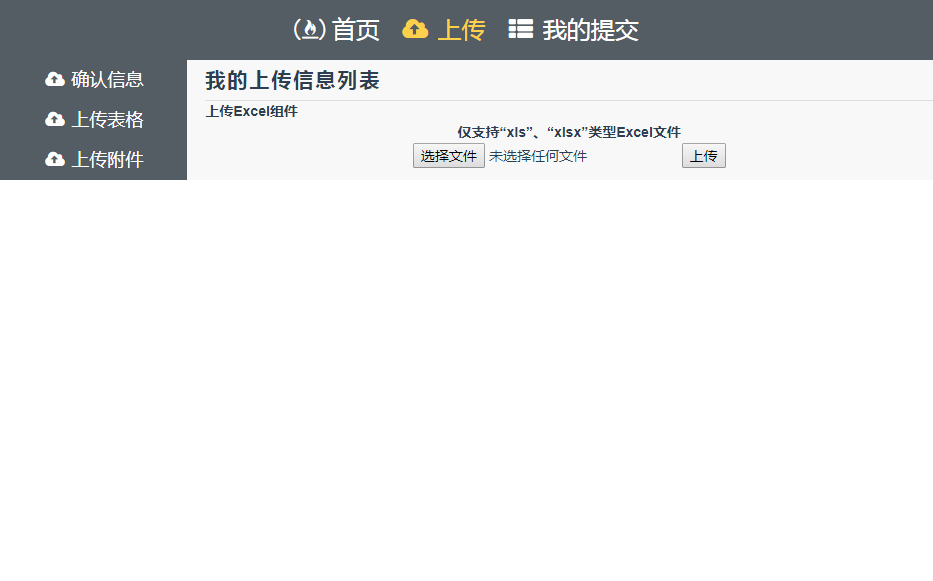 首页 上传 我的提交
确认信息
上传表格
上传附件
我的上传信息列表
上传Excel组件
仅支持“xls”、“xlsx”类型Excel文件
选择文件 未选择任何文件 上传